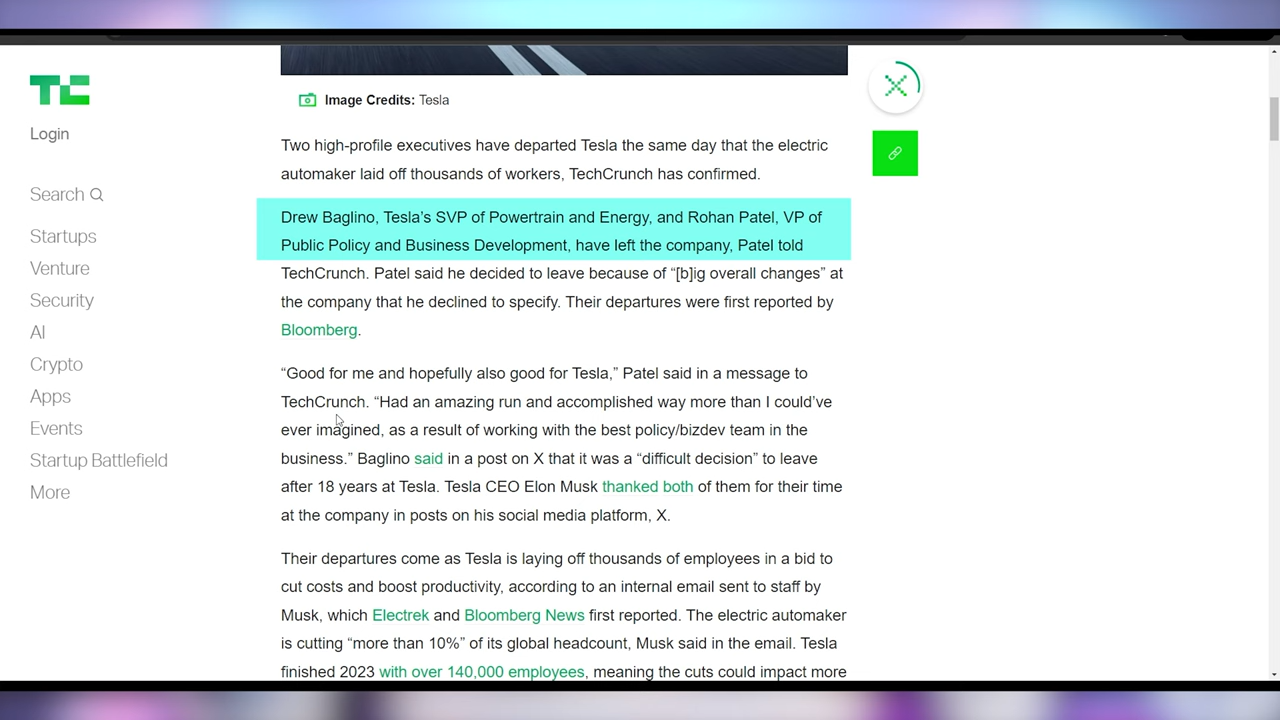 TC
Login
Search
Startups
Venture
Security
AI
Crypto
Apps
Events
Startup Battlefield
More
Image Credits: Tesla
Two high-profile executives have departed Tesla the same day that the electric
automaker laid off thousands of workers, TechCrunch has confirmed.
Drew Baglino, Tesla’s SVP of Powertrain and Energy, and Rohan Patel, VP of
Public Policy and Business Development, have left the company, Patel told
TechCrunch. Patel said he decided to leave because of “[b]ig overall changes” at
the company that he declined to specify. Their departures were first reported by
Bloomberg.
“Good for me and hopefully also good for Tesla,” Patel said in a message to
TechCrunch. “Had an amazing run and accomplished way more than I could’ve
ever imagined, as a result of working with the best policy/bizdev team in the
business.” Baglino said in a post on X that it was a “difficult decision” to leave
after 18 years at Tesla. Tesla CEO Elon Musk thanked both of them for their time
at the company in posts on his social media platform, X.
Their departures come as Tesla is laying off thousands of employees in a bid to
cut costs and boost productivity, according to an internal email sent to staff by
Musk, which Electrek and Bloomberg News first reported. The electric automaker
is cutting “more than 10%” of its global headcount, Musk said in the email. Tesla
finished 2023 with over 140,000 employees, meaning the cuts could impact more